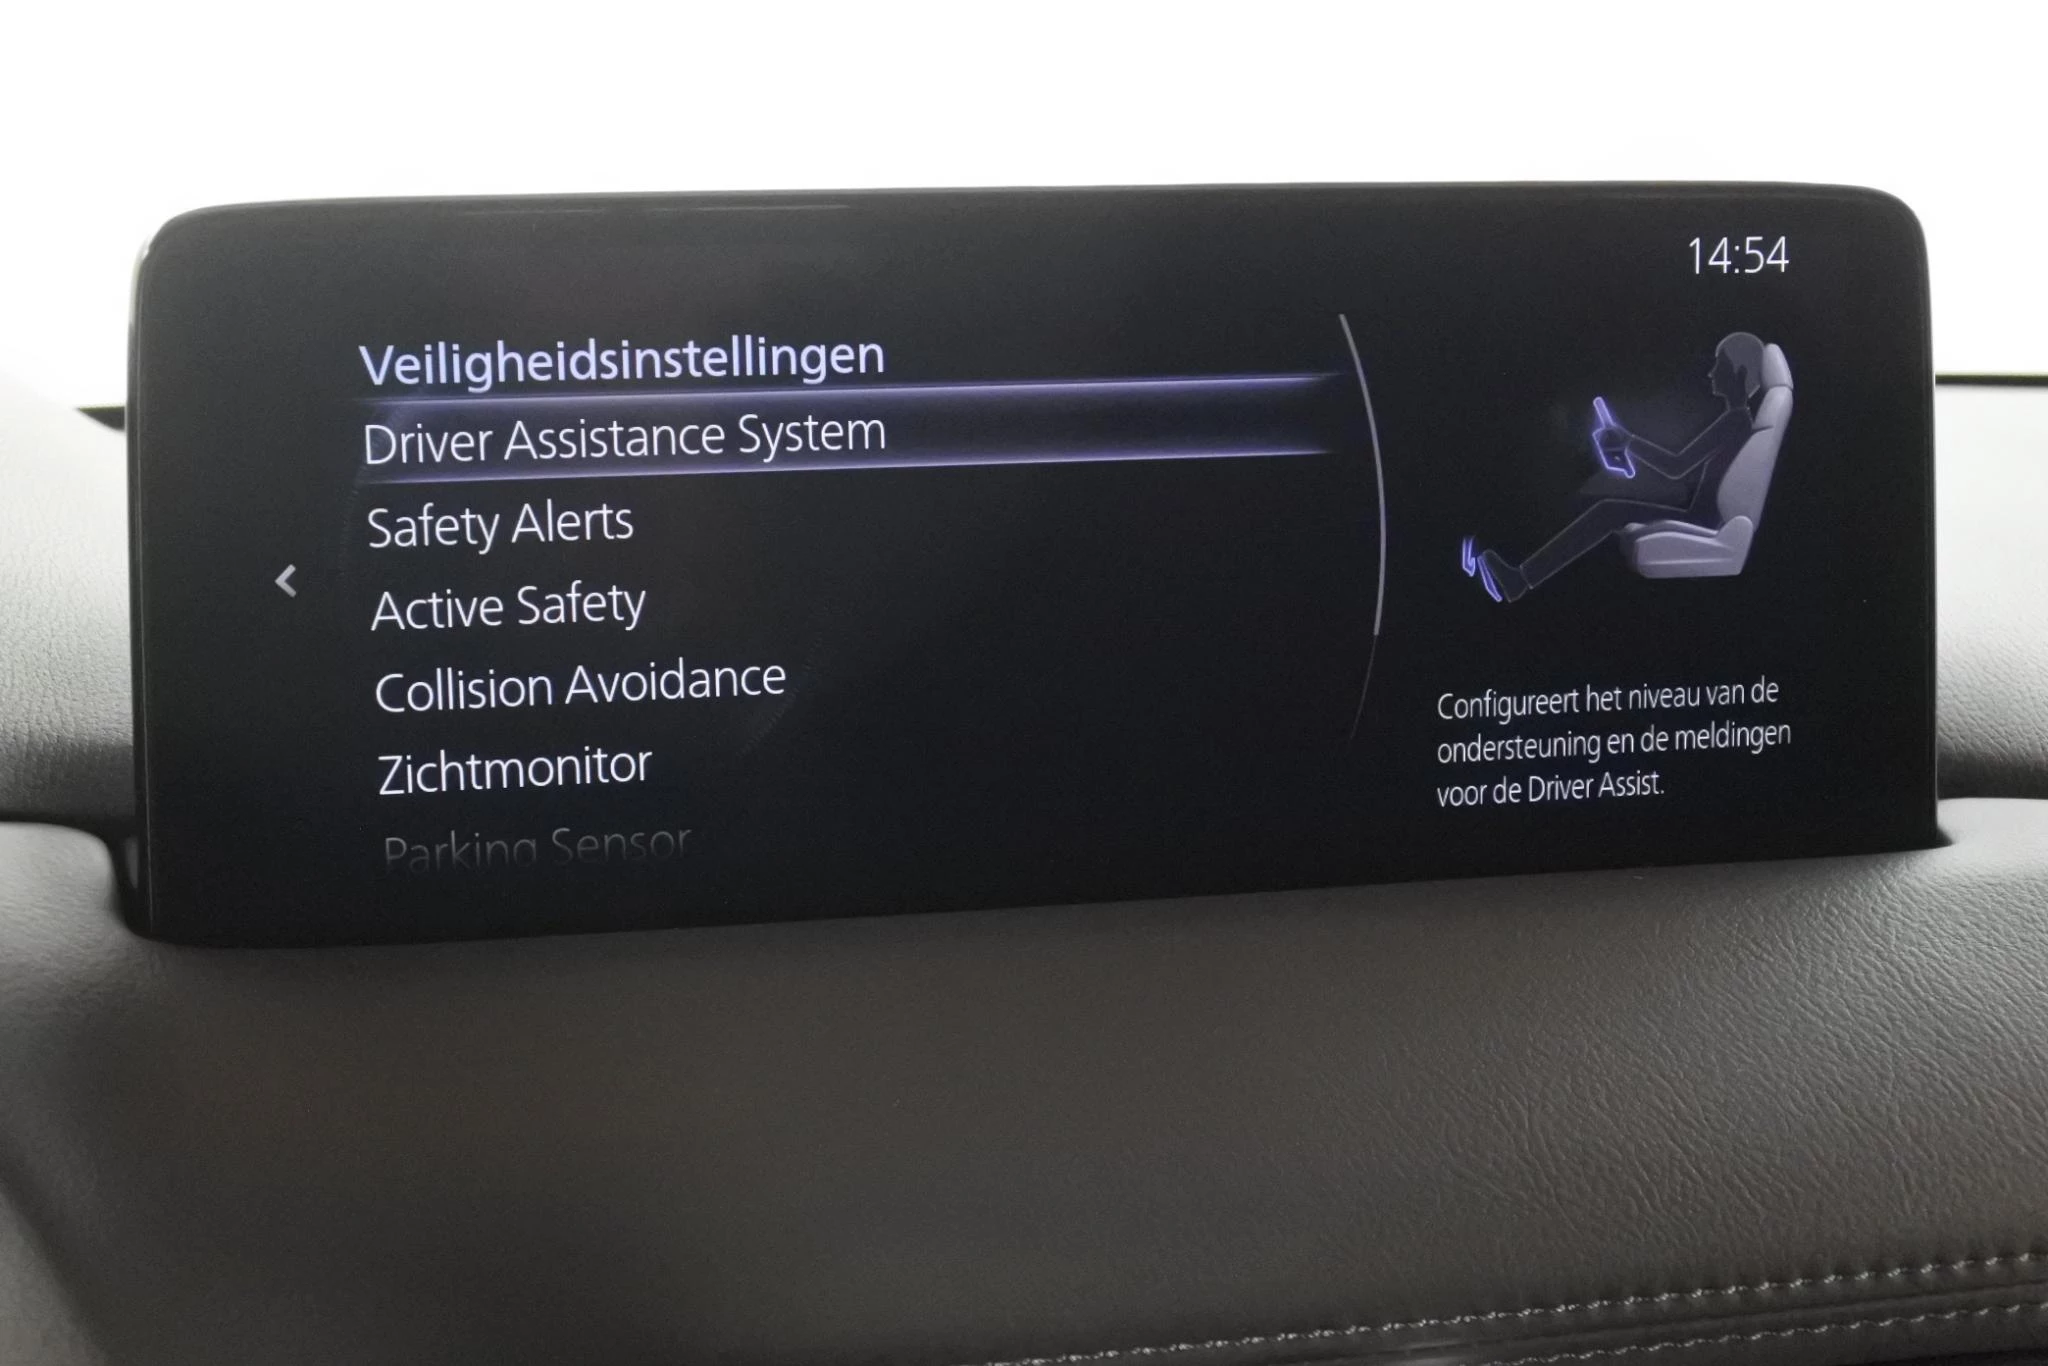 14:54
Veiligheidsinstellingen
Driver Assistance System
Safety Alerts
Active Safety
Collision Avoidance
Zichtmonitor
Parking Sensor
Configureert het niveau van de
ondersteuning en de meldingen
voor de Driver Assist.